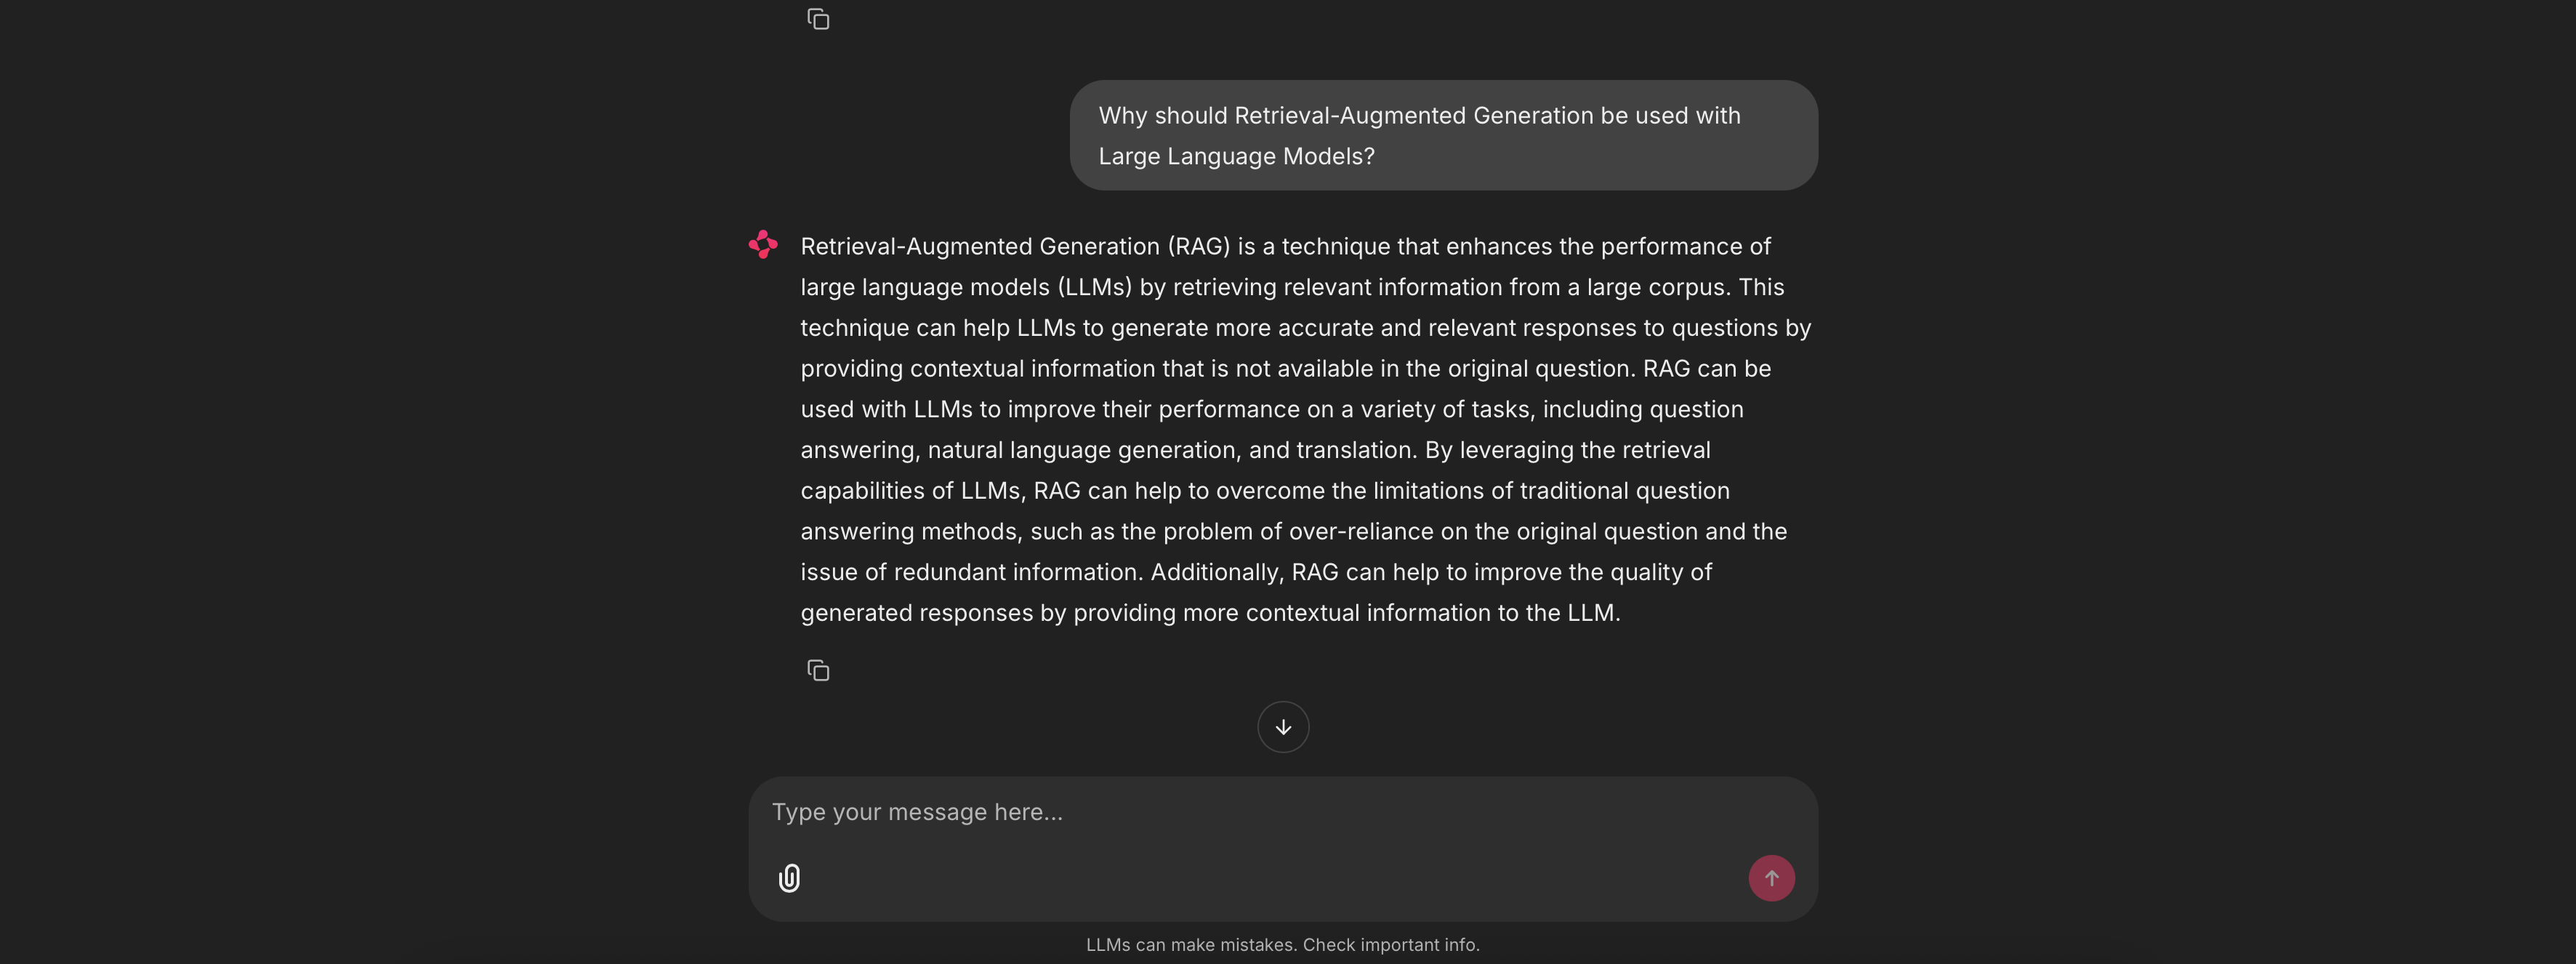 Why should Retrieval-Augmented Generation be used with
Large Language Models?
Retrieval-Augmented Generation (RAG) is a technique that enhances the performance of
large language models (LLMs) by retrieving relevant information from a large corpus. This
technique can help LLMs to generate more accurate and relevant responses to questions by
providing contextual information that is not available in the original question. RAG can be
used with LLMs to improve their performance on a variety of tasks, including question
answering, natural language generation, and translation. By leveraging the retrieval
capabilities of LLMs, RAG can help to overcome the limitations of traditional question
answering methods, such as the problem of over-reliance on the original question and the
issue of redundant information. Additionally, RAG can help to improve the quality of
generated responses by providing more contextual information to the LLM.
Type your message here...
LLMs can make mistakes. Check important info.